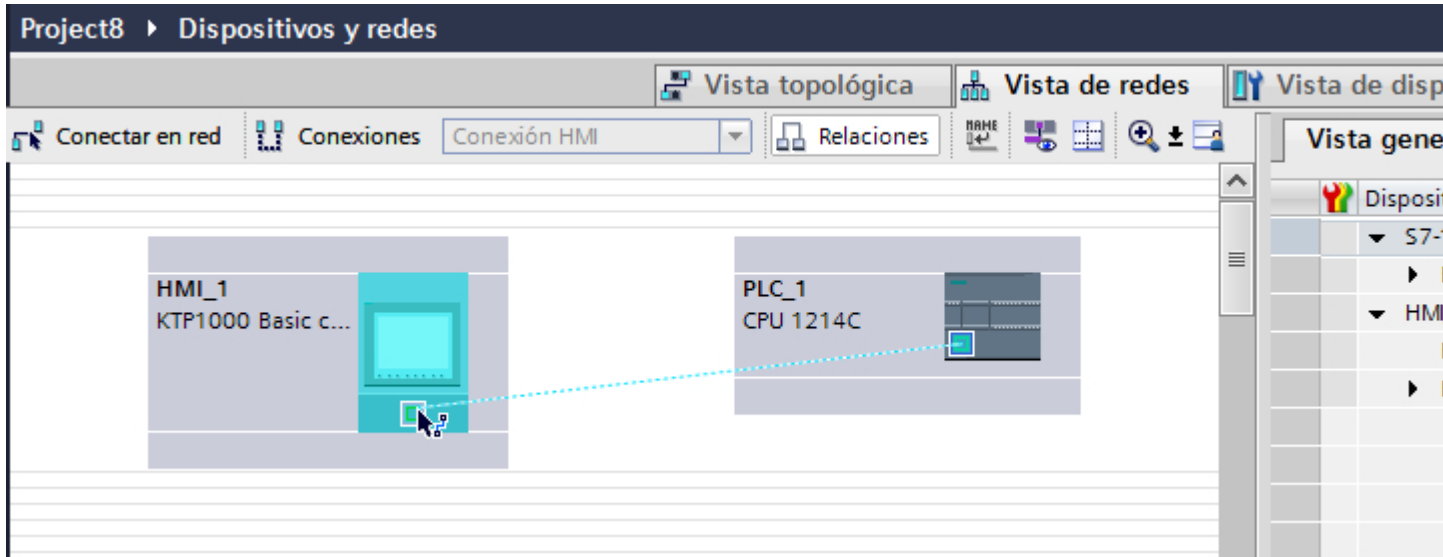 Project8 ▸ Dispositivos y redes
Vista topológica Vista de redes Vista de disp
Conectar en red Conexiones Conexión HMI Relaciones Vista gene
NAME
Disposit
S7-
HMI_1
KTP1000 Basic c...
PLC_1
CPU 1214C
HMI